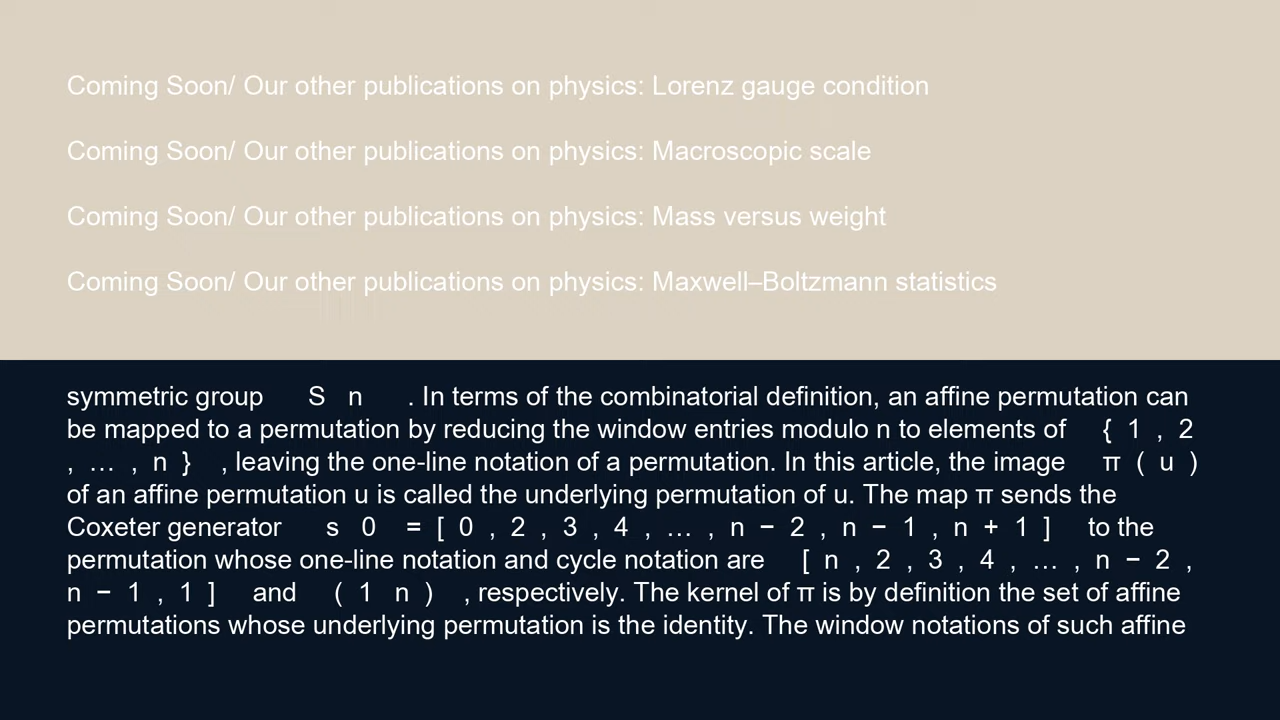 Coming Soon/ Our other publications on physics: Lorenz gauge condition
Coming Soon/ Our other publications on physics: Macroscopic scale
Coming Soon/ Our other publications on physics: Mass versus weight
Coming Soon/ Our other publications on physics: Maxwell–Boltzmann statistics
symmetric group S n . In terms of the combinatorial definition, an affine permutation can
be mapped to a permutation by reducing the window entries modulo n to elements of { 1 , 2
, … , n } , leaving the one-line notation of a permutation. In this article, the image π ( u )
of an affine permutation u is called the underlying permutation of u. The map π sends the
Coxeter generator s 0 = [ 0 , 2 , 3 , 4 , … , n − 2 , n − 1 , n + 1 ] to the
permutation whose one-line notation and cycle notation are [ n , 2 , 3 , 4 , … , n − 2 ,
n − 1 , 1 ] and ( 1 n ) , respectively. The kernel of π is by definition the set of affine
permutations whose underlying permutation is the identity. The window notations of such affine